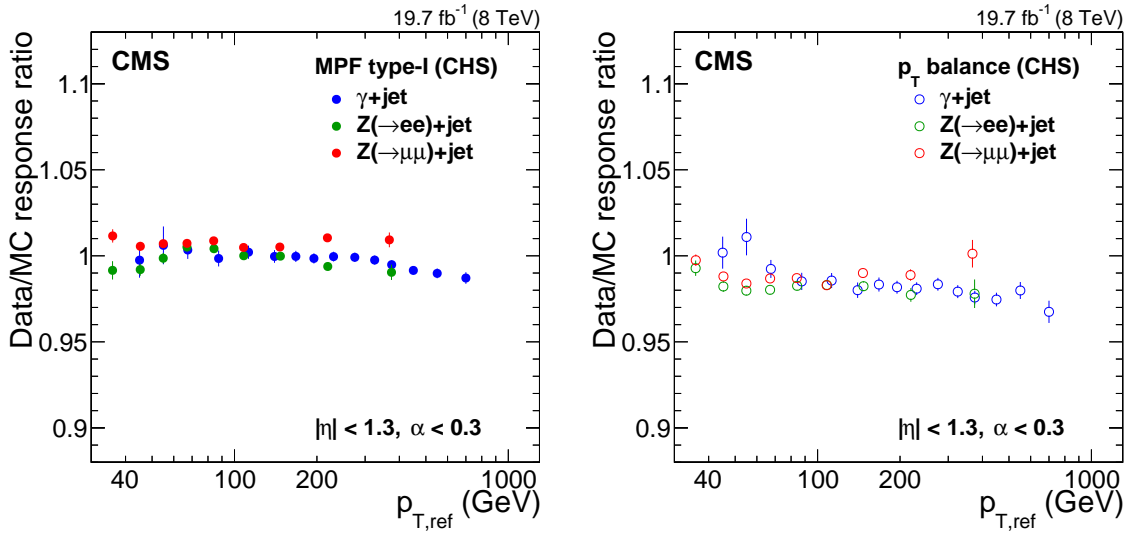 19.7 fb⁻¹ (8 TeV)
CMS
MPF type-I (CHS)
γ+jet
Z(→ee)+jet
Z(→μμ)+jet
Data/MC response ratio
1.1
1.05
1
0.95
0.9
|η| < 1.3, α < 0.3
40 100 200 1000
p_T,ref (GeV)
19.7 fb⁻¹ (8 TeV)
CMS
p_T balance (CHS)
γ+jet
Z(→ee)+jet
Z(→μμ)+jet
Data/MC response ratio
1.1
1.05
1
0.95
0.9
|η| < 1.3, α < 0.3
40 100 200 1000
p_T,ref (GeV)